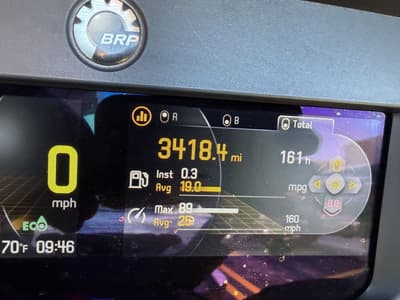 BRP
A B Total
3418.4 mi 161 h
0 mph
Inst 0.3
Avg 19.0 mpg
Max 89
Avg 25 160 mph
ECO
70°F 09:46